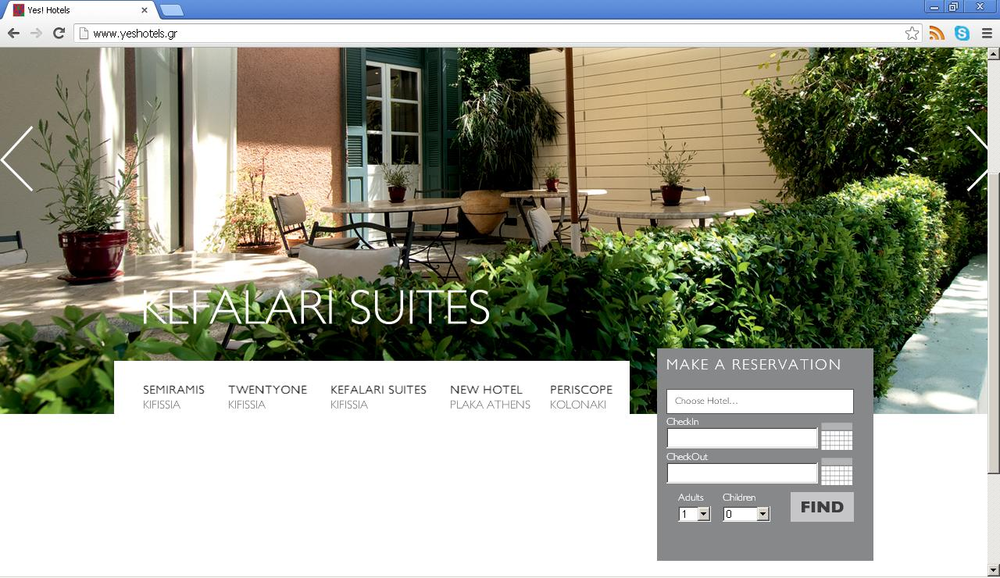 Yes! Hotels
www.yeshotels.gr
KEFALARI SUITES
SEMIRAMIS
KIFISSIA
TWENTYONE
KIFISSIA
KEFALARI SUITES
KIFISSIA
NEW HOTEL
PLAKA ATHENS
PERISCOPE
KOLONAKI
MAKE A RESERVATION
Choose Hotel...
CheckIn
CheckOut
Adults Children
1 0
FIND